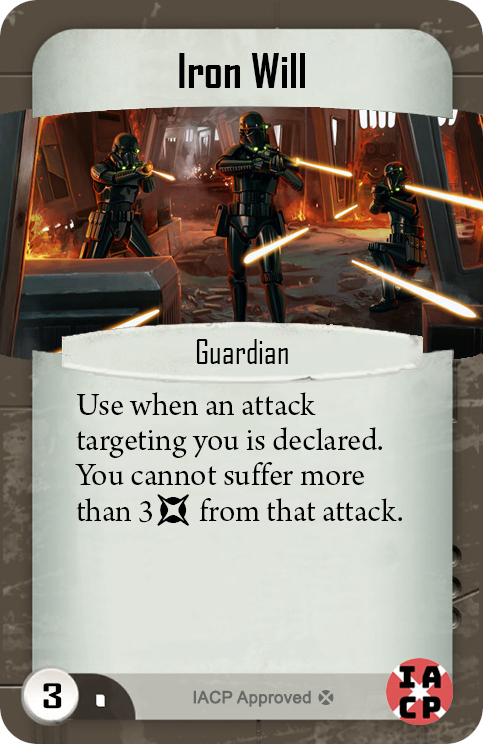 Iron Will
Guardian
Use when an attack
targeting you is declared.
You cannot suffer more
than 3 from that attack.
3
IACP Approved
IA
CP